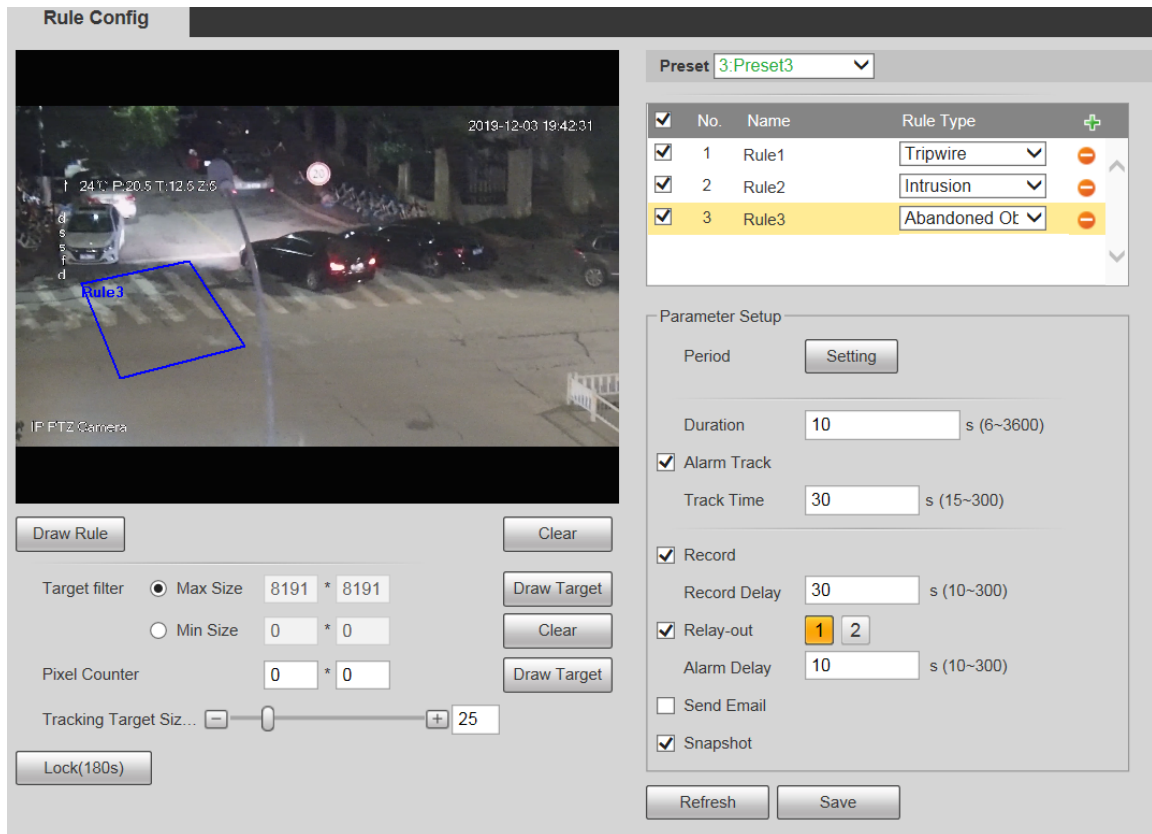 Rule Config
2019-12-03 19:42:31
20
24℃ P:20.5 T:12.6 Z:5
d
s
s
f
d
Rule3
IP PTZ Camera
Draw Rule
Clear
Target filter Max Size 8191 * 8191 Draw Target
Min Size 0 * 0 Clear
Pixel Counter 0 * 0 Draw Target
Tracking Target Siz... 25
Lock(180s)
Preset 3:Preset3
No. Name Rule Type
1 Rule1 Tripwire
2 Rule2 Intrusion
3 Rule3 Abandoned Ob
Parameter Setup
Period Setting
Duration 10 s (6~3600)
Alarm Track
Track Time 30 s (15~300)
Record
Record Delay 30 s (10~300)
Relay-out 1 2
Alarm Delay 10 s (10~300)
Send Email
Snapshot
Refresh Save